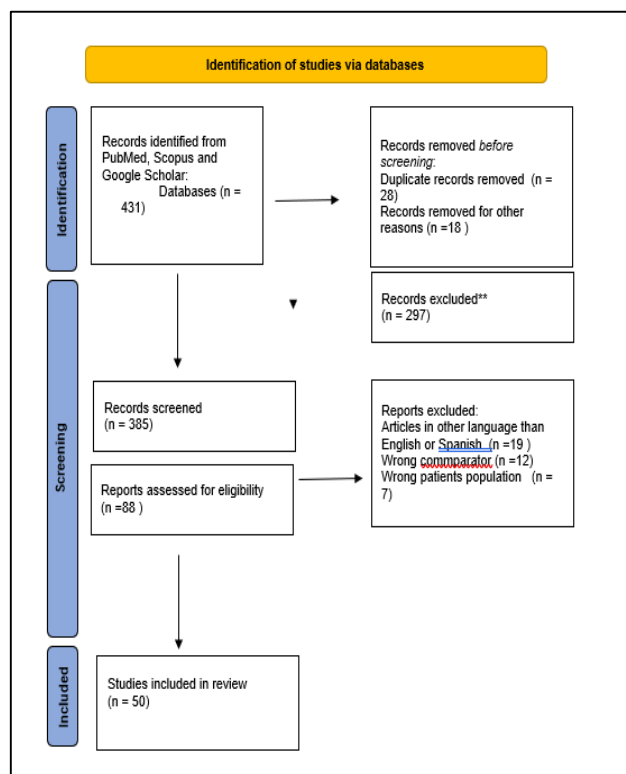 Identification of studies via databases
Identification
Records identified from
PubMed, Scopus and
Google Scholar:
Databases (n =
431)
Records removed before
screening:
Duplicate records removed (n =
28)
Records removed for other
reasons (n =18 )
Screening
Records excluded**
(n = 297)
Records screened
(n = 385)
Reports excluded:
Articles in other language than
English or Spanish (n =19 )
Wrong commparator (n =12)
Wrong patients population (n =
7)
Reports assessed for eligibility
(n =88 )
Included
Studies included in review
(n = 50)